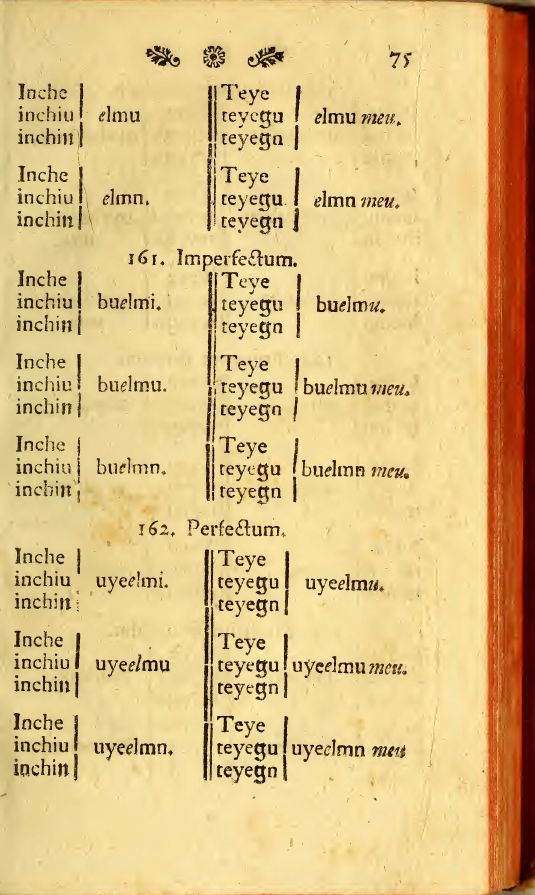 75
Inche | || Teye |
inchiu | elmu || teyegu | elmu meu.
inchin | || teyegn |
Inche | || Teye |
inchiu | elmn. || teyegu | elmn meu.
inchin | || teyegn |
161. Imperfectum.
Inche | || Teye |
inchiu | buelmi. || teyegu | buelmu.
inchin | || teyegn |
Inche | || Teye |
inchiu | buelmu. || teyegu | buelmu meu.
inchin | || teyegn |
Inche | || Teye |
inchiu | buelmn. || teyegu | buelmn meu.
inchin | || teyegn |
162. Perfectum.
Inche | || Teye |
inchiu | uyeelmi. || teyegu | uyeelmu.
inchin | || teyegn |
Inche | || Teye |
inchiu | uyeelmu || teyegu | uyeelmu meu.
inchin | || teyegn |
Inche | || Teye |
inchiu | uyeelmn. || teyegu | uyeelmn meu
inchin | || teyegn |